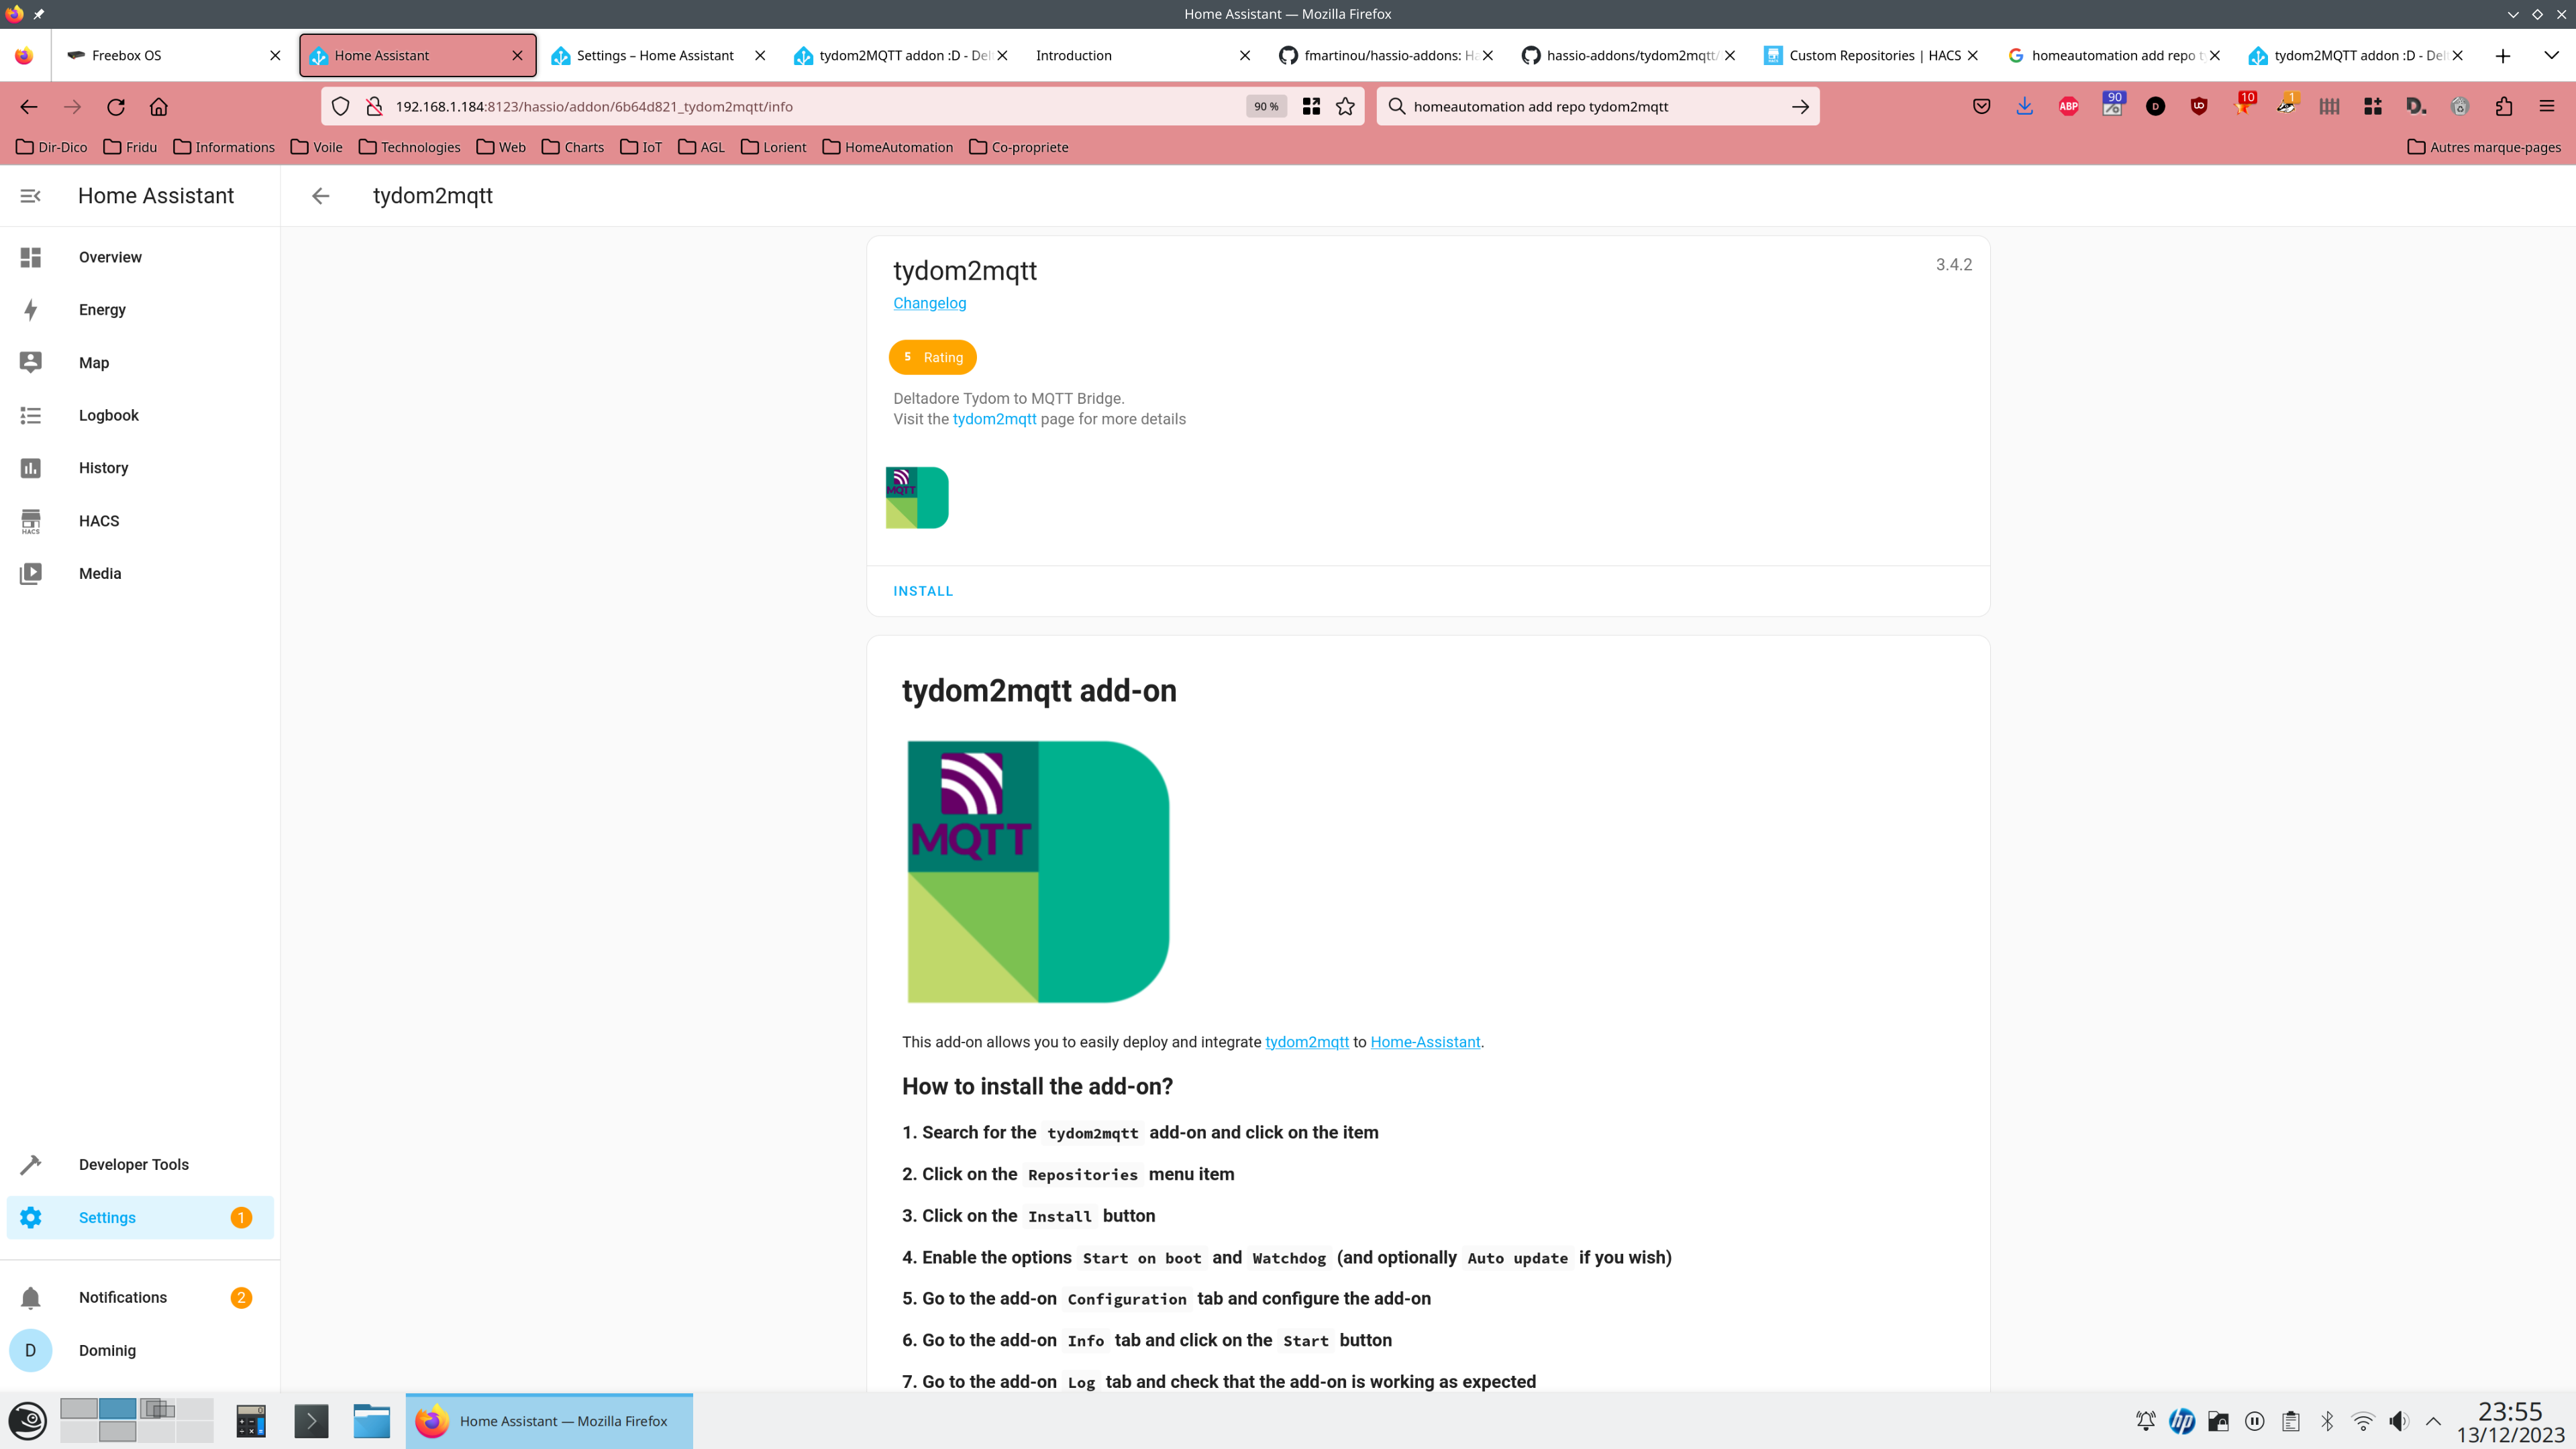 Home Assistant — Mozilla Firefox
Freebox OS
Home Assistant
Settings – Home Assistant
tydom2MQTT addon :D - Del
Introduction
fmartinou/hassio-addons: Ha
hassio-addons/tydom2mqtt/
Custom Repositories | HACS
homeautomation add repo t
tydom2MQTT addon :D - Del
192.168.1.184:8123/hassio/addon/6b64d821_tydom2mqtt/info
90 %
homeautomation add repo tydom2mqtt
ABP
90
D
10
1
D.
Dir-Dico
Fridu
Informations
Voile
Technologies
Web
Charts
IoT
AGL
Lorient
HomeAutomation
Co-propriete
Autres marque-pages
Home Assistant
tydom2mqtt
Overview
Energy
Map
Logbook
History
HACS
HACS
Media
Developer Tools
Settings
1
Notifications
2
D
Dominig
tydom2mqtt
3.4.2
Changelog
5 Rating
Deltadore Tydom to MQTT Bridge.
Visit the tydom2mqtt page for more details
MQTT
INSTALL
tydom2mqtt add-on
MQTT
This add-on allows you to easily deploy and integrate tydom2mqtt to Home-Assistant.
How to install the add-on?
1. Search for the tydom2mqtt add-on and click on the item
2. Click on the Repositories menu item
3. Click on the Install button
4. Enable the options Start on boot and Watchdog (and optionally Auto update if you wish)
5. Go to the add-on Configuration tab and configure the add-on
6. Go to the add-on Info tab and click on the Start button
7. Go to the add-on Log tab and check that the add-on is working as expected
Home Assistant — Mozilla Firefox
hp
23:55
13/12/2023